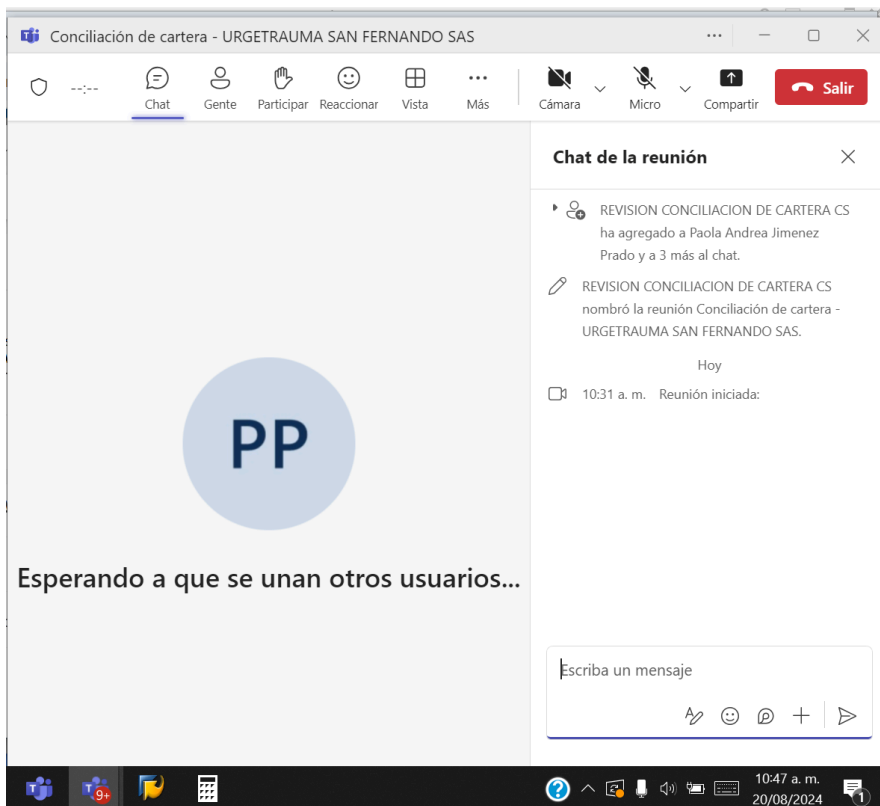 Conciliación de cartera - URGETRAUMA SAN FERNANDO SAS
--:--
Chat
Gente
Participar
Reaccionar
Vista
Más
Cámara
Micro
Compartir
Salir
Chat de la reunión
REVISION CONCILIACION DE CARTERA CS
ha agregado a Paola Andrea Jimenez
Prado y a 3 más al chat.
REVISION CONCILIACION DE CARTERA CS
nombró la reunión Conciliación de cartera -
URGETRAUMA SAN FERNANDO SAS.
Hoy
10:31 a. m. Reunión iniciada:
PP
Esperando a que se unan otros usuarios...
Escriba un mensaje
9+
10:47 a. m.
20/08/2024
1